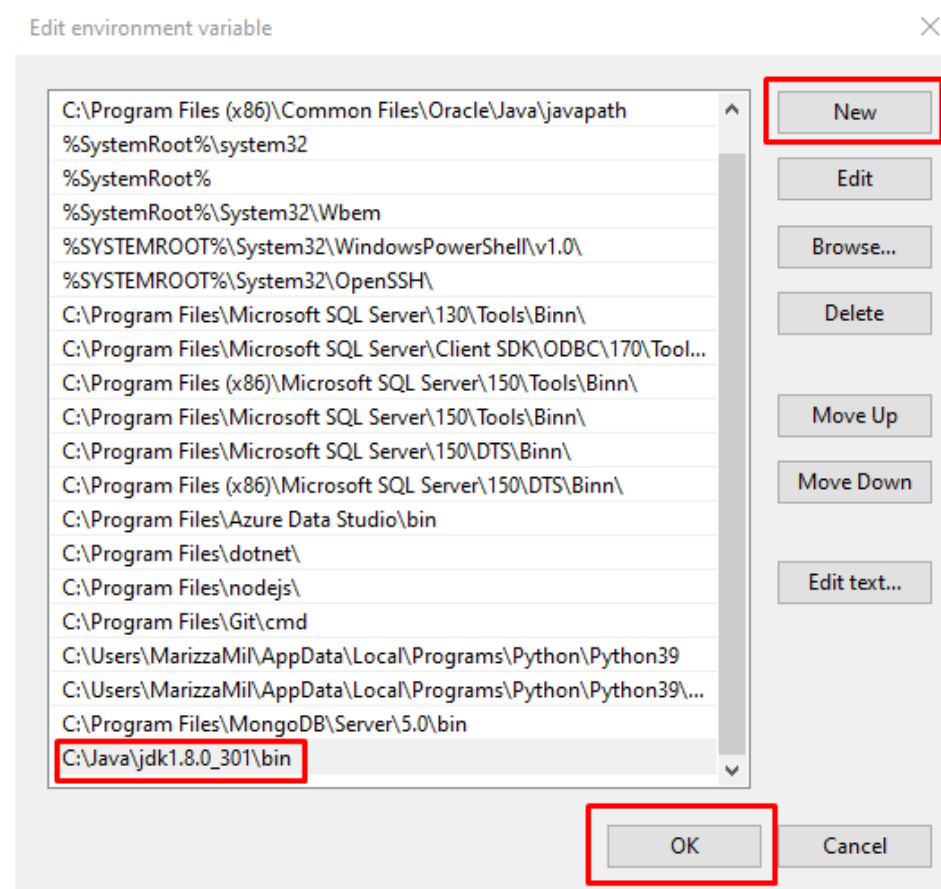 Edit environment variable
C:\Program Files (x86)\Common Files\Oracle\Java\javapath
%SystemRoot%\system32
%SystemRoot%
%SystemRoot%\System32\Wbem
%SYSTEMROOT%\System32\WindowsPowerShell\v1.0\
%SYSTEMROOT%\System32\OpenSSH\
C:\Program Files\Microsoft SQL Server\130\Tools\Binn\
C:\Program Files\Microsoft SQL Server\Client SDK\ODBC\170\Tool...
C:\Program Files (x86)\Microsoft SQL Server\150\Tools\Binn\
C:\Program Files\Microsoft SQL Server\150\Tools\Binn\
C:\Program Files\Microsoft SQL Server\150\DTS\Binn\
C:\Program Files (x86)\Microsoft SQL Server\150\DTS\Binn\
C:\Program Files\Azure Data Studio\bin
C:\Program Files\dotnet\
C:\Program Files\nodejs\
C:\Program Files\Git\cmd
C:\Users\MarizzaMil\AppData\Local\Programs\Python\Python39
C:\Users\MarizzaMil\AppData\Local\Programs\Python\Python39\...
C:\Program Files\MongoDB\Server\5.0\bin
C:\Java\jdk1.8.0_301\bin
New
Edit
Browse...
Delete
Move Up
Move Down
Edit text...
OK
Cancel